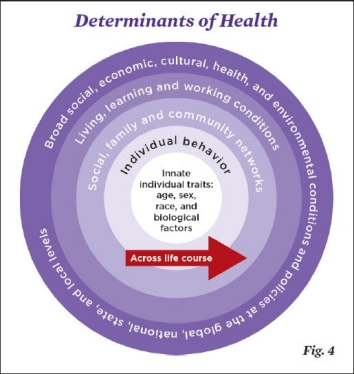 Determinants of Health
Broad social, economic, cultural, health, and environmental conditions and policies at the global, national, state, and local levels
Living, learning and working conditions
Social, family and community networks
Individual behavior
Innate
individual traits:
age, sex,
race, and
biological
factors
Across life course
Fig. 4